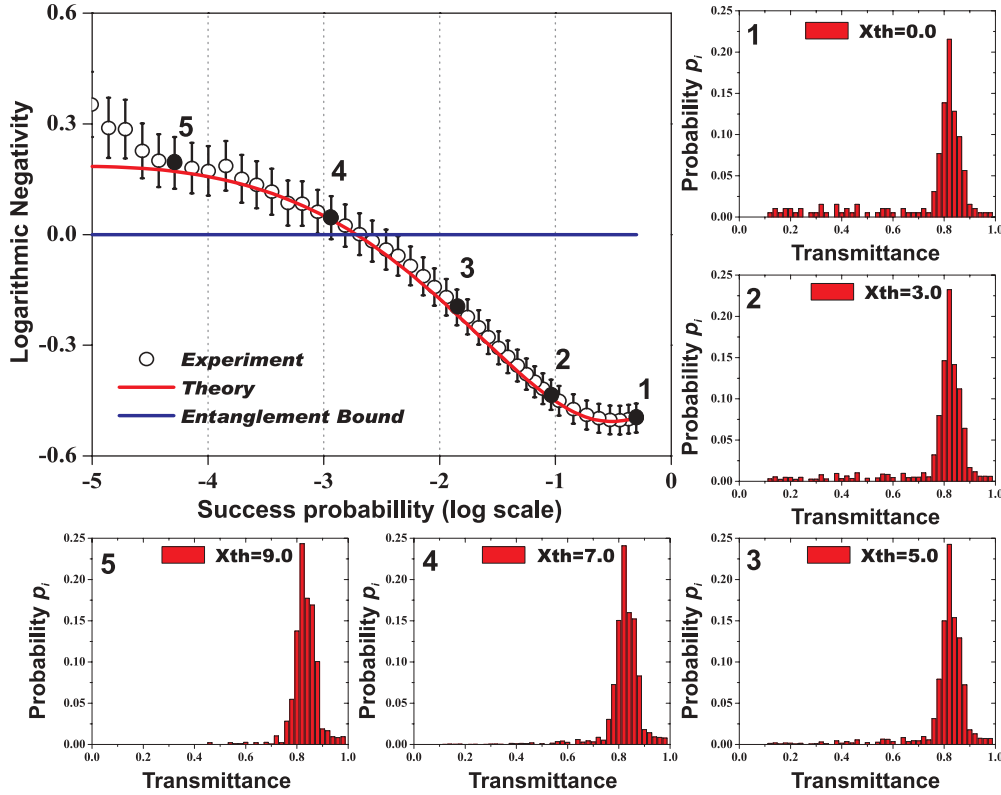 0.6
0.3
0.0
-0.3
-0.6
Logarithmic Negativity
5
4
3
2
1
Experiment
Theory
Entanglement Bound
-5 -4 -3 -2 -1 0
Success probabillity (log scale)
1
Xth=0.0
0.25
0.20
0.15
0.10
0.05
0.00
Probability pi
0.0 0.2 0.4 0.6 0.8 1.0
Transmittance
2
Xth=3.0
0.25
0.20
0.15
0.10
0.05
0.00
Probability pi
0.0 0.2 0.4 0.6 0.8 1.0
Transmittance
5
Xth=9.0
0.25
0.20
0.15
0.10
0.05
0.00
Probability pi
0.0 0.2 0.4 0.6 0.8 1.0
Transmittance
4
Xth=7.0
0.25
0.20
0.15
0.10
0.05
0.00
Probability pi
0.0 0.2 0.4 0.6 0.8 1.0
Transmittance
3
Xth=5.0
0.25
0.20
0.15
0.10
0.05
0.00
Probability pi
0.0 0.2 0.4 0.6 0.8 1.0
Transmittance